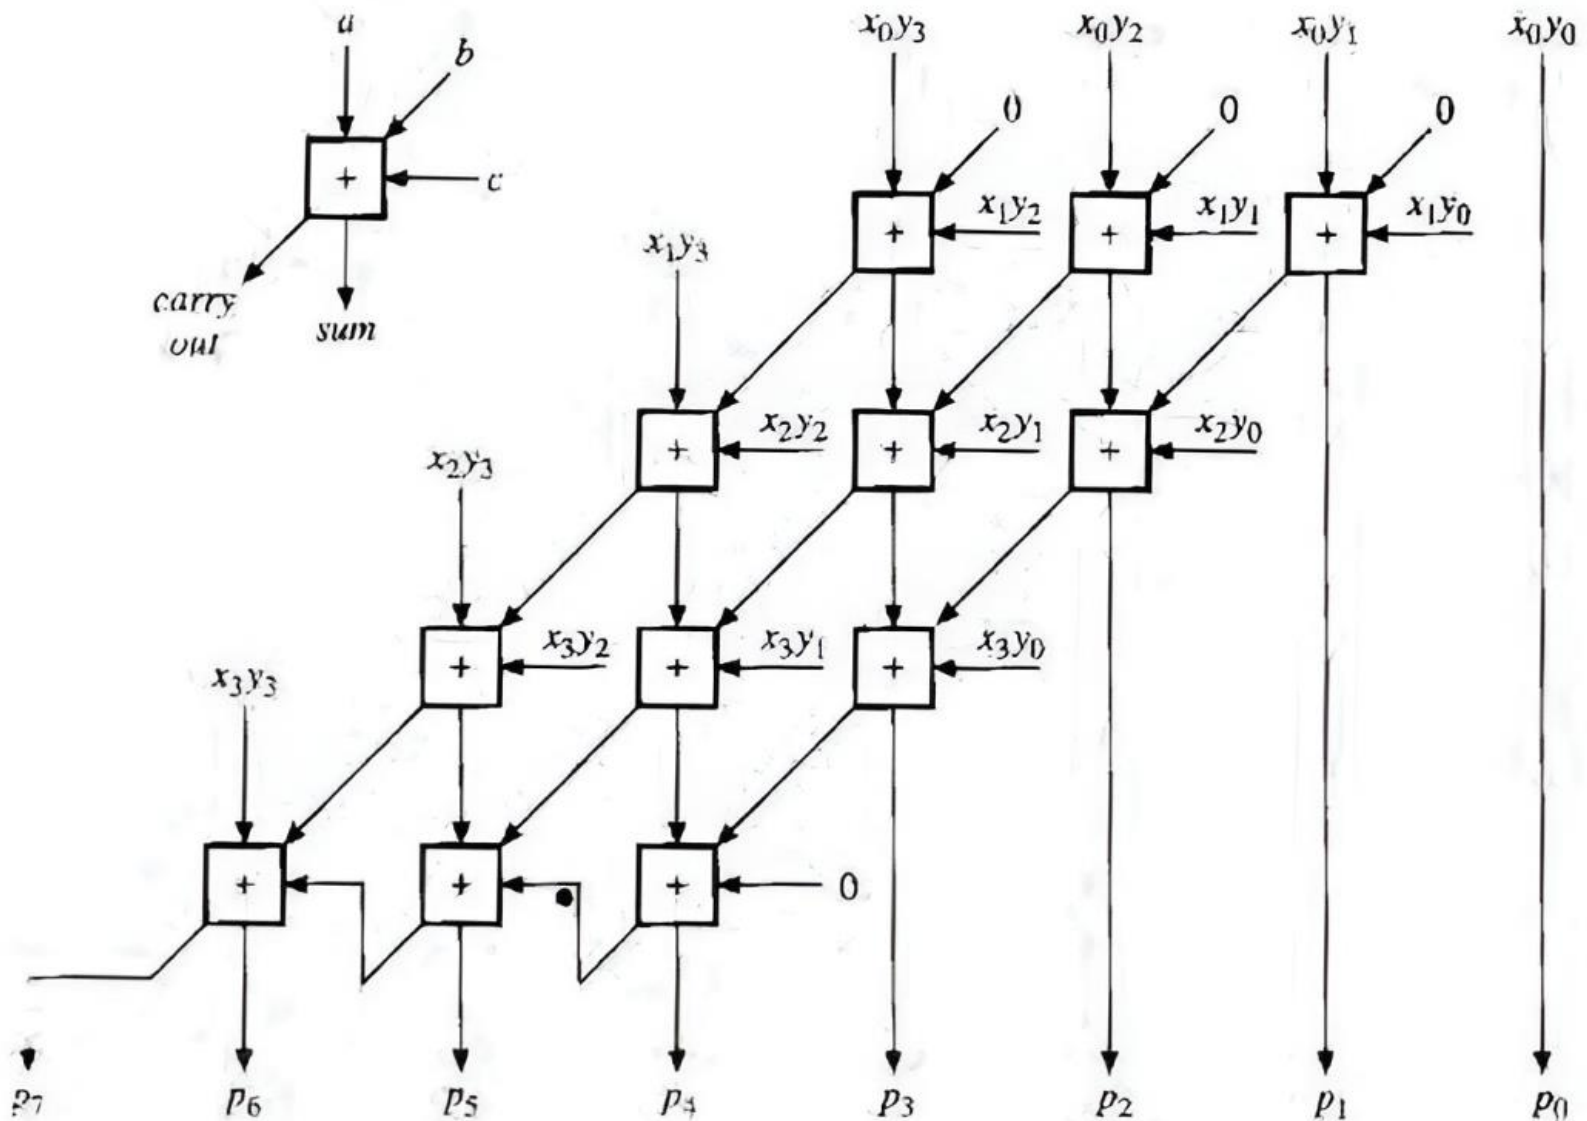 a
b
+
c
carry
out
sum
x₀y₃ x₀y₂ x₀y₁ x₀y₀
0 0 0
+ x₁y₂ + x₁y₁ + x₁y₀
x₁y₃
+ x₂y₂ + x₂y₁ + x₂y₀
x₂y₃
+ x₃y₂ + x₃y₁ + x₃y₀
x₃y₃
+ + + 0
p₇ p₆ p₅ p₄ p₃ p₂ p₁ p₀